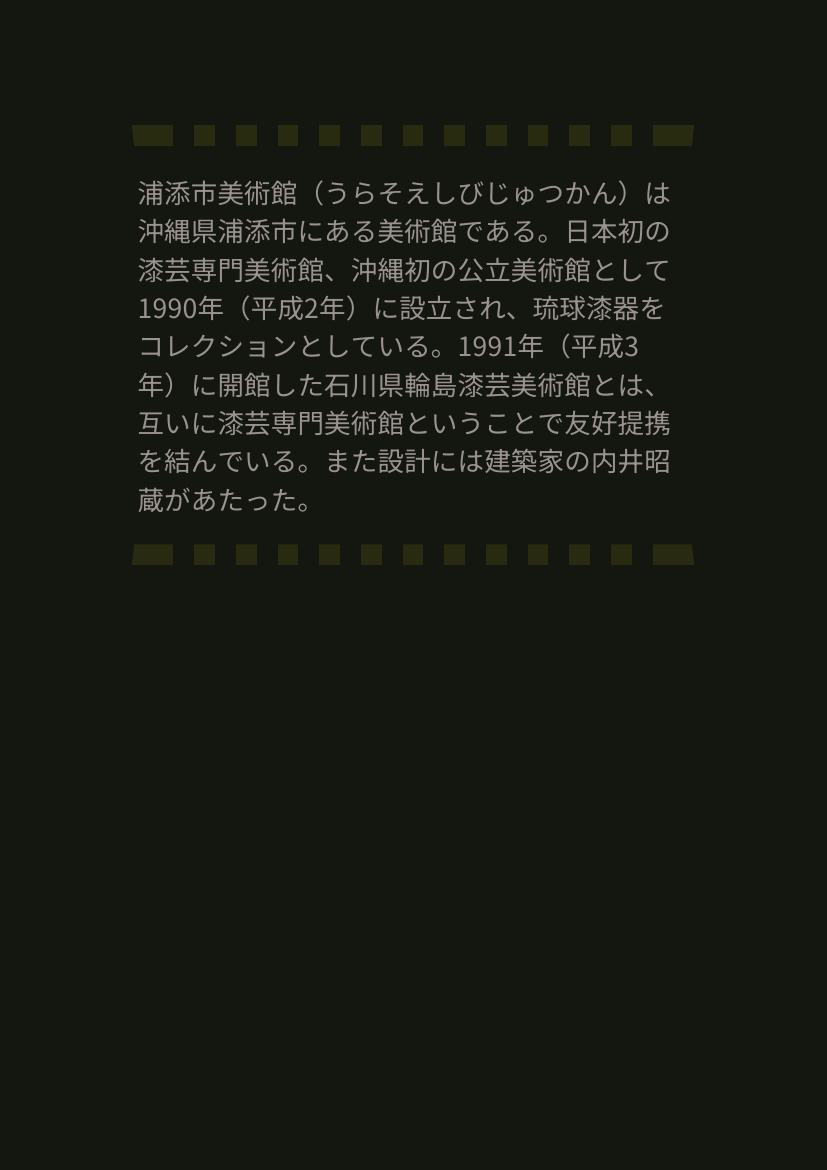 浦添市美術館（うらそえしびじゅつかん）は
沖縄県浦添市にある美術館である。日本初の
漆芸専門美術館、沖縄初の公立美術館として
1990年（平成2年）に設立され、琉球漆器を
コレクションとしている。1991年（平成3
年）に開館した石川県輪島漆芸美術館とは、
互いに漆芸専門美術館ということで友好提携
を結んでいる。また設計には建築家の内井昭
蔵があたった。